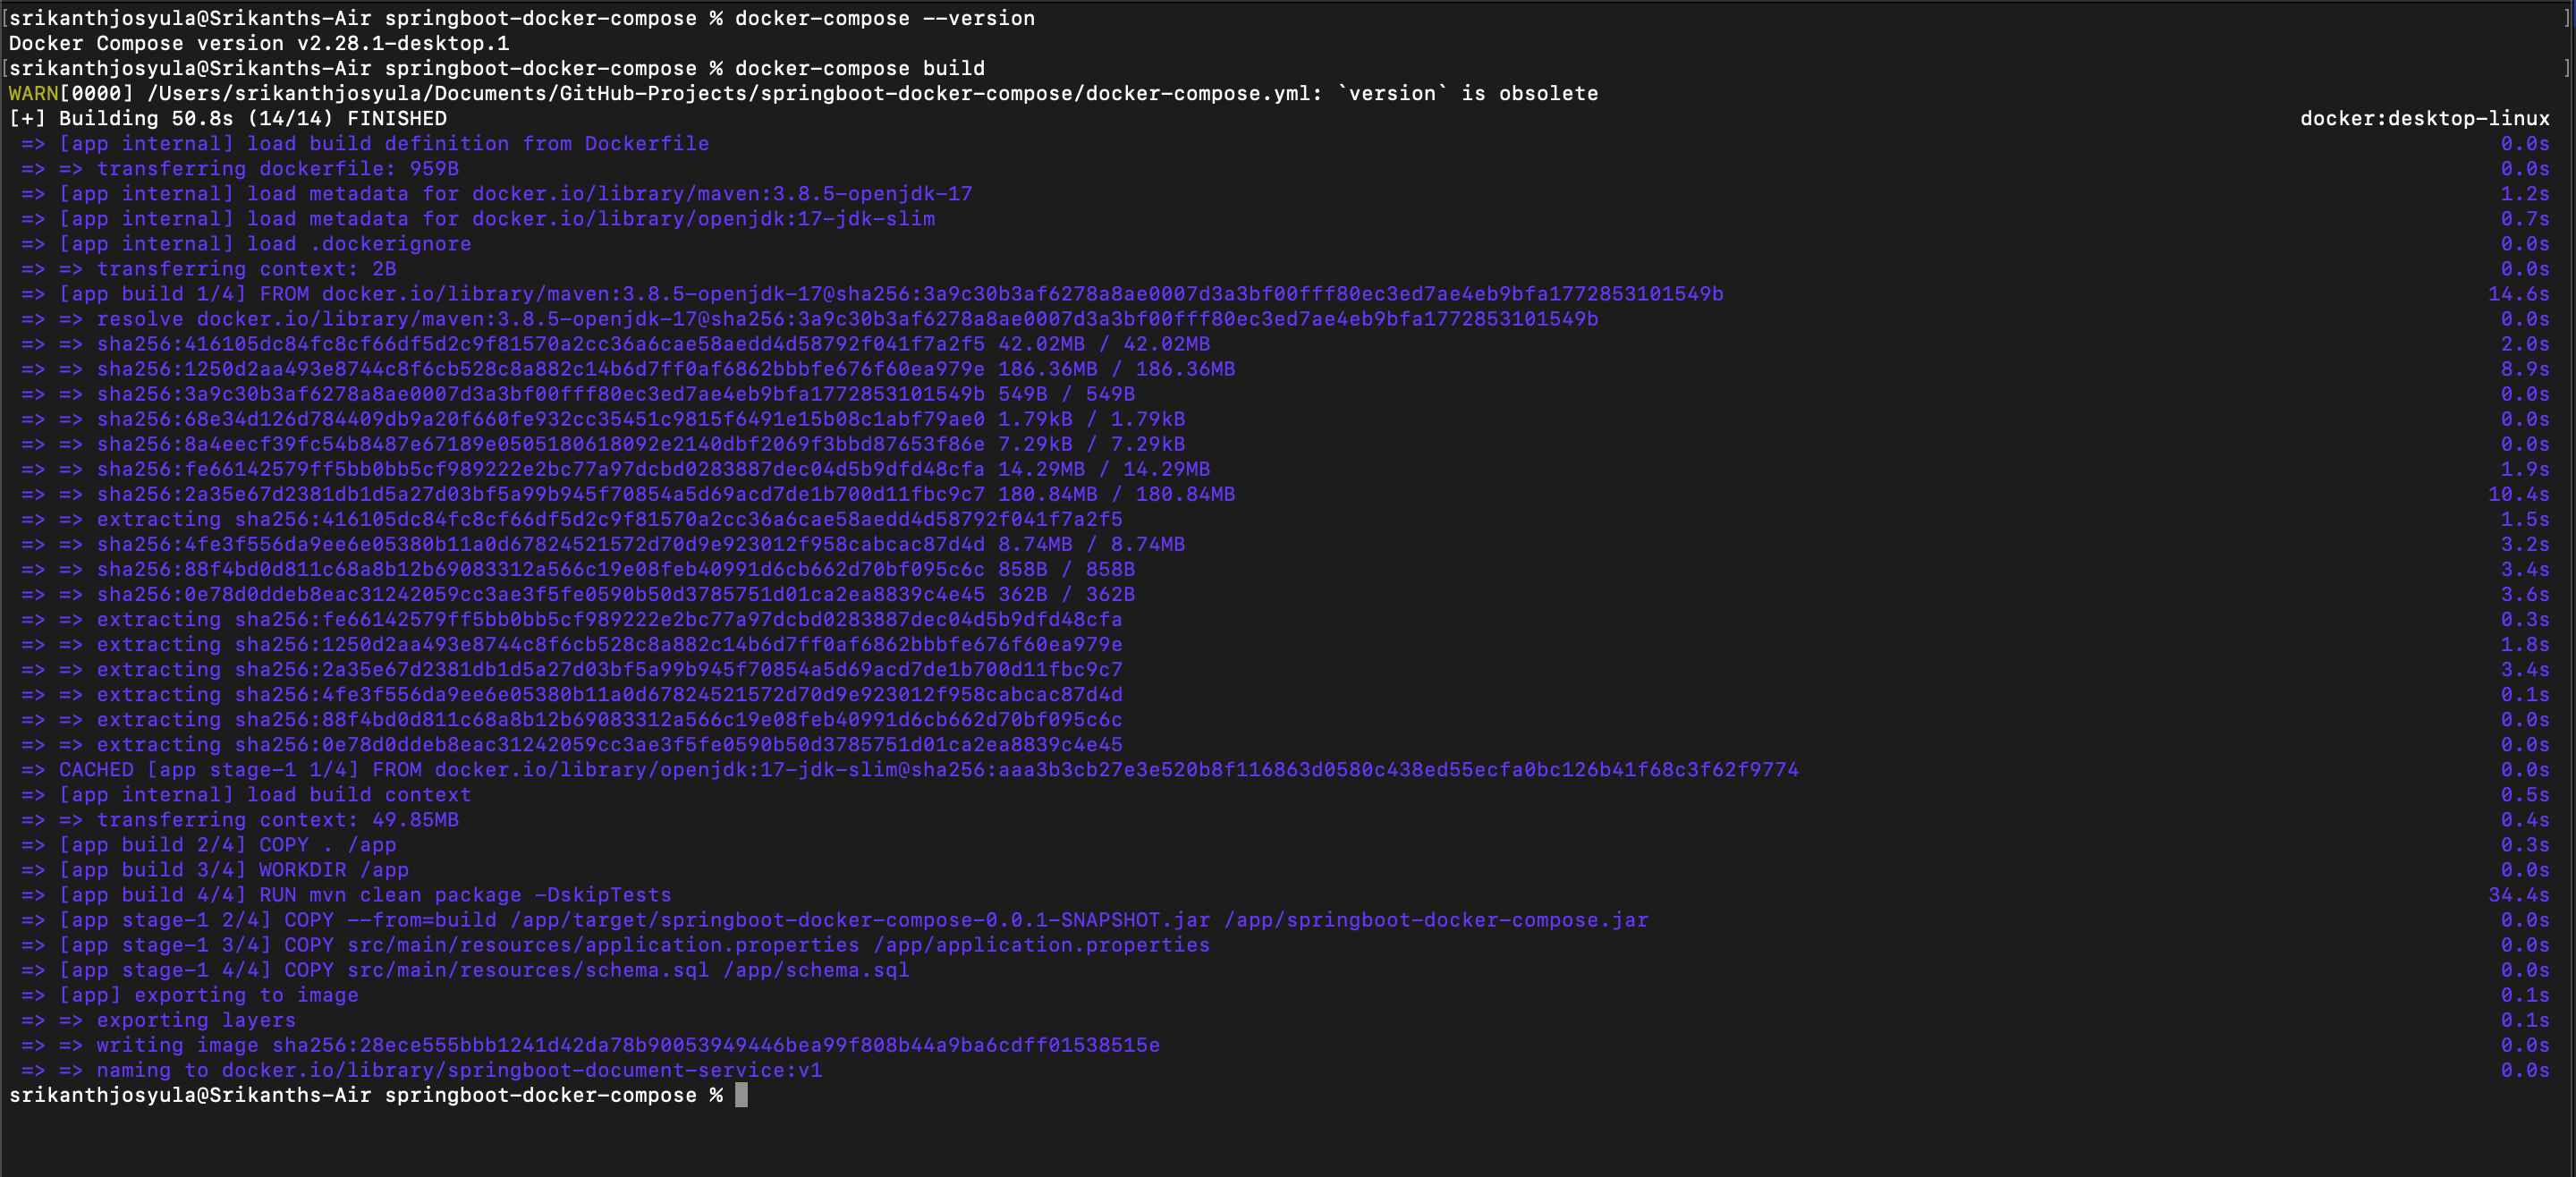 [srikanthjosyula@Srikanths-Air springboot-docker-compose % docker-compose --version ]
Docker Compose version v2.28.1-desktop.1
[srikanthjosyula@Srikanths-Air springboot-docker-compose % docker-compose build ]
WARN[0000] /Users/srikanthjosyula/Documents/GitHub-Projects/springboot-docker-compose/docker-compose.yml: `version` is obsolete
[+] Building 50.8s (14/14) FINISHED docker:desktop-linux
=> [app internal] load build definition from Dockerfile 0.0s
=> => transferring dockerfile: 959B 0.0s
=> [app internal] load metadata for docker.io/library/maven:3.8.5-openjdk-17 1.2s
=> [app internal] load metadata for docker.io/library/openjdk:17-jdk-slim 0.7s
=> [app internal] load .dockerignore 0.0s
=> => transferring context: 2B 0.0s
=> [app build 1/4] FROM docker.io/library/maven:3.8.5-openjdk-17@sha256:3a9c30b3af6278a8ae0007d3a3bf00fff80ec3ed7ae4eb9bfa1772853101549b 14.6s
=> => resolve docker.io/library/maven:3.8.5-openjdk-17@sha256:3a9c30b3af6278a8ae0007d3a3bf00fff80ec3ed7ae4eb9bfa1772853101549b 0.0s
=> => sha256:416105dc84fc8cf66df5d2c9f81570a2cc36a6cae58aedd4d58792f041f7a2f5 42.02MB / 42.02MB 2.0s
=> => sha256:1250d2aa493e8744c8f6cb528c8a882c14b6d7ff0af6862bbbfe676f60ea979e 186.36MB / 186.36MB 8.9s
=> => sha256:3a9c30b3af6278a8ae0007d3a3bf00fff80ec3ed7ae4eb9bfa1772853101549b 549B / 549B 0.0s
=> => sha256:68e34d126d784409db9a20f660fe932cc35451c9815f6491e15b08c1abf79ae0 1.79kB / 1.79kB 0.0s
=> => sha256:8a4eecf39fc54b8487e67189e0505180618092e2140dbf2069f3bbd87653f86e 7.29kB / 7.29kB 0.0s
=> => sha256:fe66142579ff5bb0bb5cf989222e2bc77a97dcbd0283887dec04d5b9dfd48cfa 14.29MB / 14.29MB 1.9s
=> => sha256:2a35e67d2381db1d5a27d03bf5a99b945f70854a5d69acd7de1b700d11fbc9c7 180.84MB / 180.84MB 10.4s
=> => extracting sha256:416105dc84fc8cf66df5d2c9f81570a2cc36a6cae58aedd4d58792f041f7a2f5 1.5s
=> => sha256:4fe3f556da9ee6e05380b11a0d67824521572d70d9e923012f958cabcac87d4d 8.74MB / 8.74MB 3.2s
=> => sha256:88f4bd0d811c68a8b12b69083312a566c19e08feb40991d6cb662d70bf095c6c 858B / 858B 3.4s
=> => sha256:0e78d0ddeb8eac31242059cc3ae3f5fe0590b50d3785751d01ca2ea8839c4e45 362B / 362B 3.6s
=> => extracting sha256:fe66142579ff5bb0bb5cf989222e2bc77a97dcbd0283887dec04d5b9dfd48cfa 0.3s
=> => extracting sha256:1250d2aa493e8744c8f6cb528c8a882c14b6d7ff0af6862bbbfe676f60ea979e 1.8s
=> => extracting sha256:2a35e67d2381db1d5a27d03bf5a99b945f70854a5d69acd7de1b700d11fbc9c7 3.4s
=> => extracting sha256:4fe3f556da9ee6e05380b11a0d67824521572d70d9e923012f958cabcac87d4d 0.1s
=> => extracting sha256:88f4bd0d811c68a8b12b69083312a566c19e08feb40991d6cb662d70bf095c6c 0.0s
=> => extracting sha256:0e78d0ddeb8eac31242059cc3ae3f5fe0590b50d3785751d01ca2ea8839c4e45 0.0s
=> CACHED [app stage-1 1/4] FROM docker.io/library/openjdk:17-jdk-slim@sha256:aaa3b3cb27e3e520b8f116863d0580c438ed55ecfa0bc126b41f68c3f62f9774 0.0s
=> [app internal] load build context 0.5s
=> => transferring context: 49.85MB 0.4s
=> [app build 2/4] COPY . /app 0.3s
=> [app build 3/4] WORKDIR /app 0.0s
=> [app build 4/4] RUN mvn clean package -DskipTests 34.4s
=> [app stage-1 2/4] COPY --from=build /app/target/springboot-docker-compose-0.0.1-SNAPSHOT.jar /app/springboot-docker-compose.jar 0.0s
=> [app stage-1 3/4] COPY src/main/resources/application.properties /app/application.properties 0.0s
=> [app stage-1 4/4] COPY src/main/resources/schema.sql /app/schema.sql 0.0s
=> [app] exporting to image 0.1s
=> => exporting layers 0.1s
=> => writing image sha256:28ece555bbb1241d42da78b90053949446bea99f808b44a9ba6cdff01538515e 0.0s
=> => naming to docker.io/library/springboot-document-service:v1 0.0s
srikanthjosyula@Srikanths-Air springboot-docker-compose %